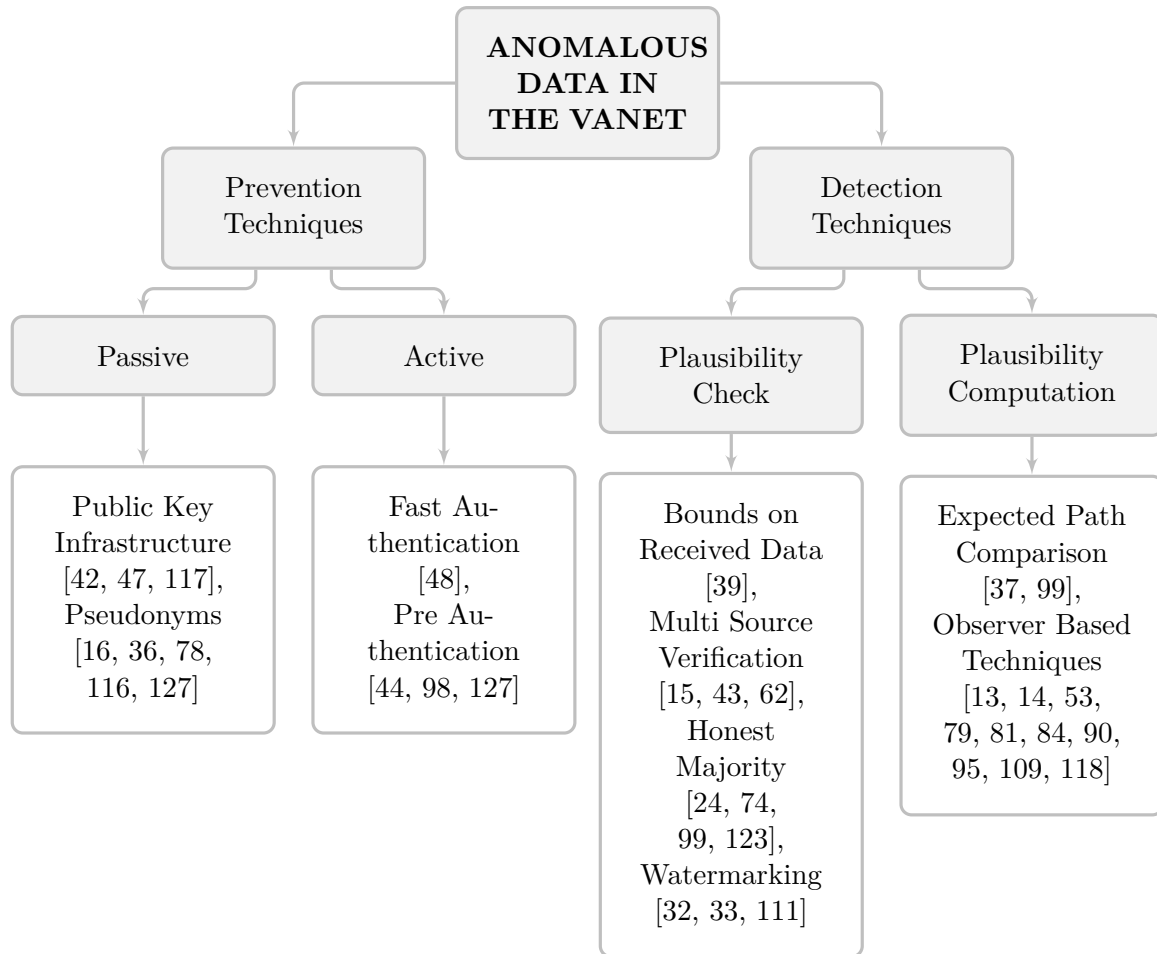 ANOMALOUS
DATA IN
THE VANET
Prevention
Techniques
Detection
Techniques
Passive
Active
Plausibility
Check
Plausibility
Computation
Public Key
Infrastructure
[42, 47, 117],
Pseudonyms
[16, 36, 78,
116, 127]
Fast Au-
thentication
[48],
Pre Au-
thentication
[44, 98, 127]
Bounds on
Received Data
[39],
Multi Source
Verification
[15, 43, 62],
Honest
Majority
[24, 74,
99, 123],
Watermarking
[32, 33, 111]
Expected Path
Comparison
[37, 99],
Observer Based
Techniques
[13, 14, 53,
79, 81, 84, 90,
95, 109, 118]